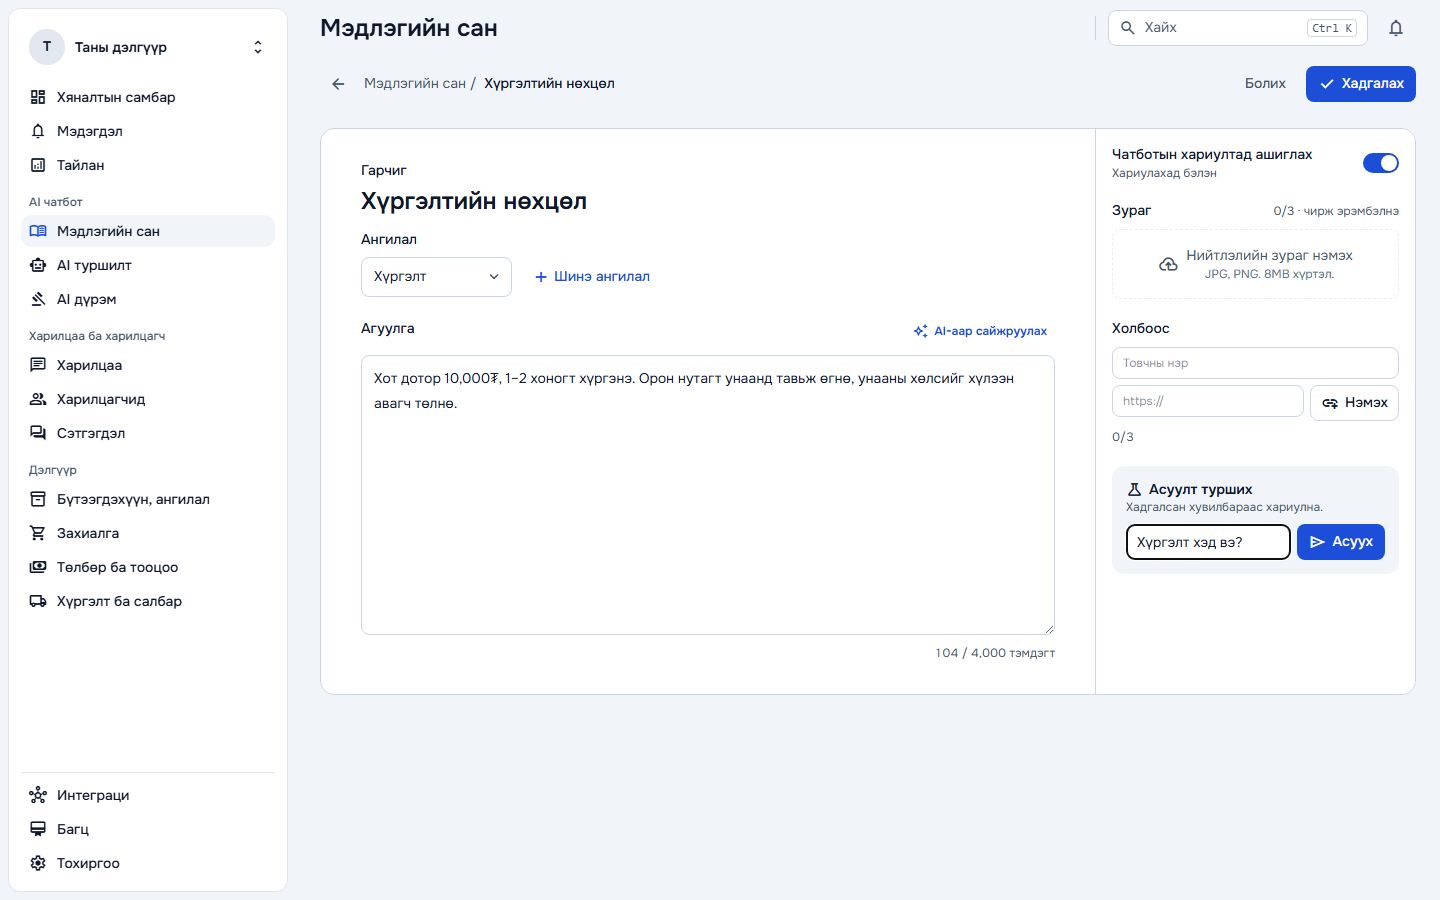 Т
Таны дэлгүүр
Хяналтын самбар
Мэдэгдэл
Тайлан
AI чатбот
Мэдлэгийн сан
AI туршилт
AI дүрэм
Харилцаа ба харилцагч
Харилцаа
Харилцагчид
Сэтгэгдэл
Дэлгүүр
Бүтээгдэхүүн, ангилал
Захиалга
Төлбөр ба тооцоо
Хүргэлт ба салбар
Интеграци
Багц
Тохиргоо
Мэдлэгийн сан
Хайх Ctrl K
Мэдлэгийн сан / Хүргэлтийн нөхцөл
Болих Хадгалах
Гарчиг
Хүргэлтийн нөхцөл
Ангилал
Хүргэлт + Шинэ ангилал
Агуулга AI-аар сайжруулах
Хот дотор 10,000₮, 1–2 хоногт хүргэнэ. Орон нутагт унаанд тавьж өгнө, унааны хөлсийг хүлээн
авагч төлнө.
104 / 4,000 тэмдэгт
Чатботын хариултад ашиглах
Хариулахад бэлэн
Зураг 0/3 · чирж эрэмбэлнэ
Нийтлэлийн зураг нэмэх
JPG, PNG. 8MB хүртэл.
Холбоос
Товчны нэр
https:// Нэмэх
0/3
Асуулт турших
Хадгалсан хувилбараас хариулна.
Хүргэлт хэд вэ? Асуух